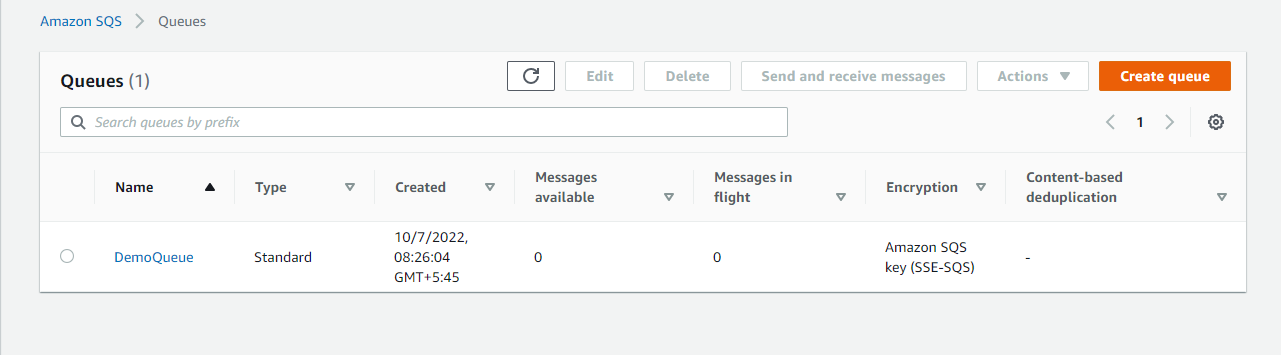 Amazon SQS > Queues
Queues (1)
Edit
Delete
Send and receive messages
Actions
Create queue
Search queues by prefix
1
Name
Type
Created
Messages
available
Messages in
flight
Encryption
Content-based
deduplication
DemoQueue
Standard
10/7/2022,
08:26:04
GMT+5:45
0
0
Amazon SQS
key (SSE-SQS)
-